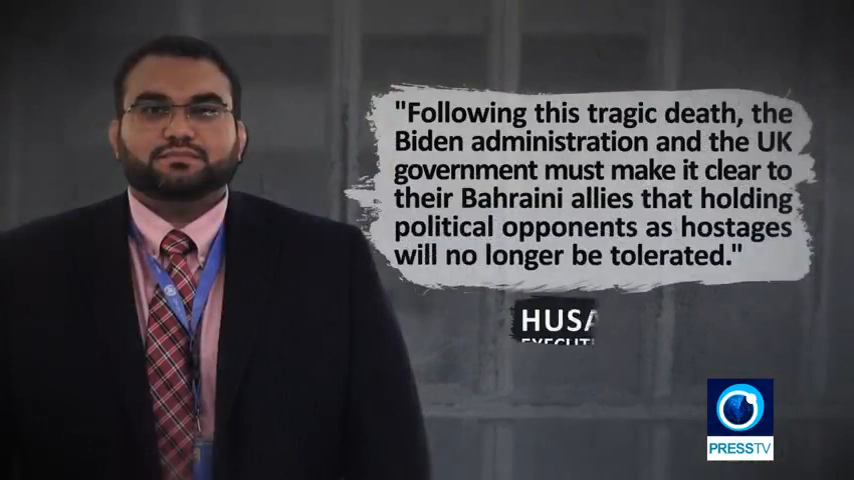 "Following this tragic death, the
Biden administration and the UK
government must make it clear to
their Bahraini allies that holding
political opponents as hostages
will no longer be tolerated."
HUSA
EXECUTI
PRESSTV